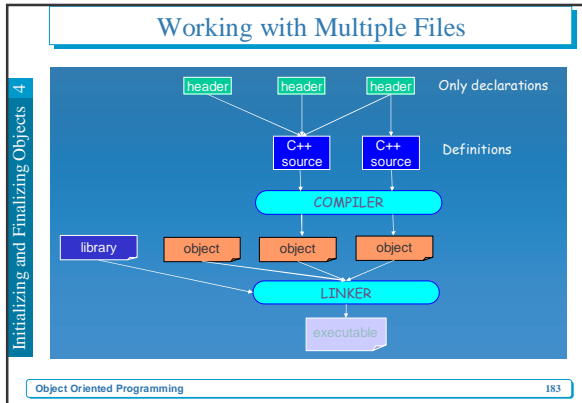 Working with Multiple Files
Initializing and Finalizing Objects 4
header header header Only declarations
C++ C++
source source
Definitions
COMPILER
library object object object
LINKER
executable
Object Oriented Programming 183